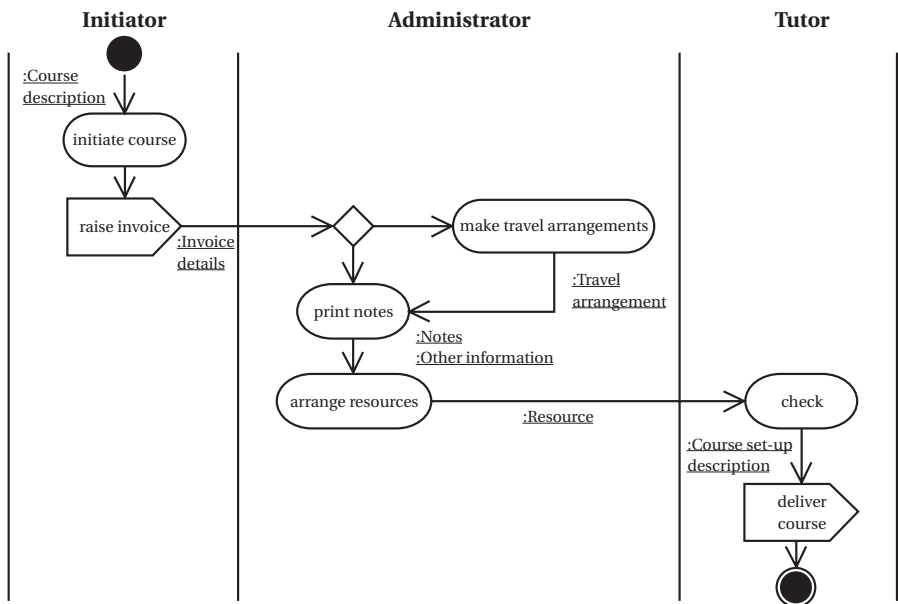 Initiator
Administrator
Tutor
:Course
description
initiate course
raise invoice
:Invoice
details
make travel arrangements
:Travel
arrangement
print notes
:Notes
:Other information
arrange resources
:Resource
check
:Course set-up
description
deliver
course